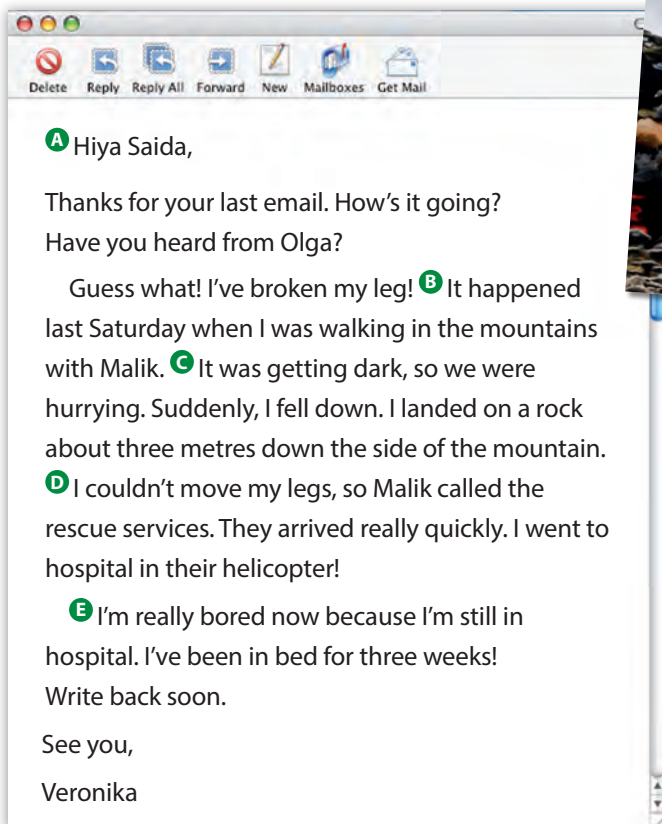 C
Delete Reply Reply All Forward New Mailboxes Get Mail
A Hiya Saida,
Thanks for your last email. How's it going?
Have you heard from Olga?
Guess what! I've broken my leg! B It happened
last Saturday when I was walking in the mountains
with Malik. C It was getting dark, so we were
hurrying. Suddenly, I fell down. I landed on a rock
about three metres down the side of the mountain.
D I couldn't move my legs, so Malik called the
rescue services. They arrived really quickly. I went to
hospital in their helicopter!
E I'm really bored now because I'm still in
hospital. I've been in bed for three weeks!
Write back soon.
See you,
Veronika